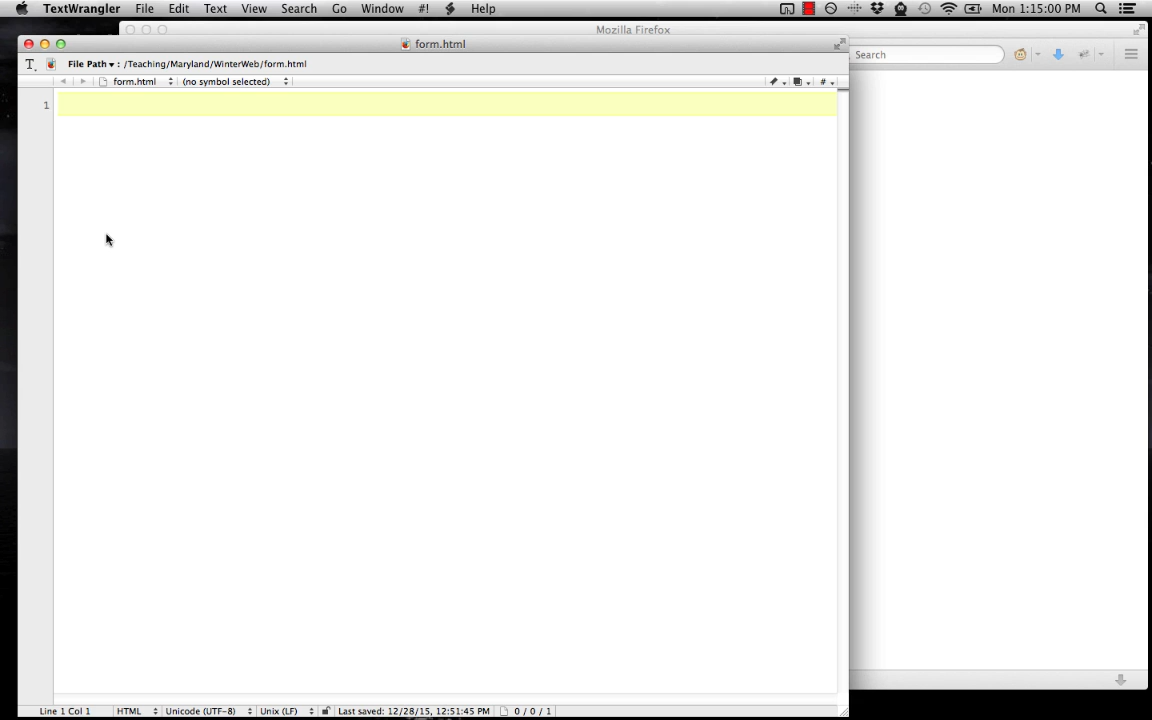 TextWrangler File Edit Text View Search Go Window #! Help Mon 1:15:00 PM
Mozilla Firefox
form.html
File Path ▾ : /Teaching/Maryland/WinterWeb/form.html
Search
form.html (no symbol selected) #
1
Line 1 Col 1 HTML Unicode (UTF-8) Unix (LF) Last saved: 12/28/15, 12:51:45 PM 0 / 0 / 1